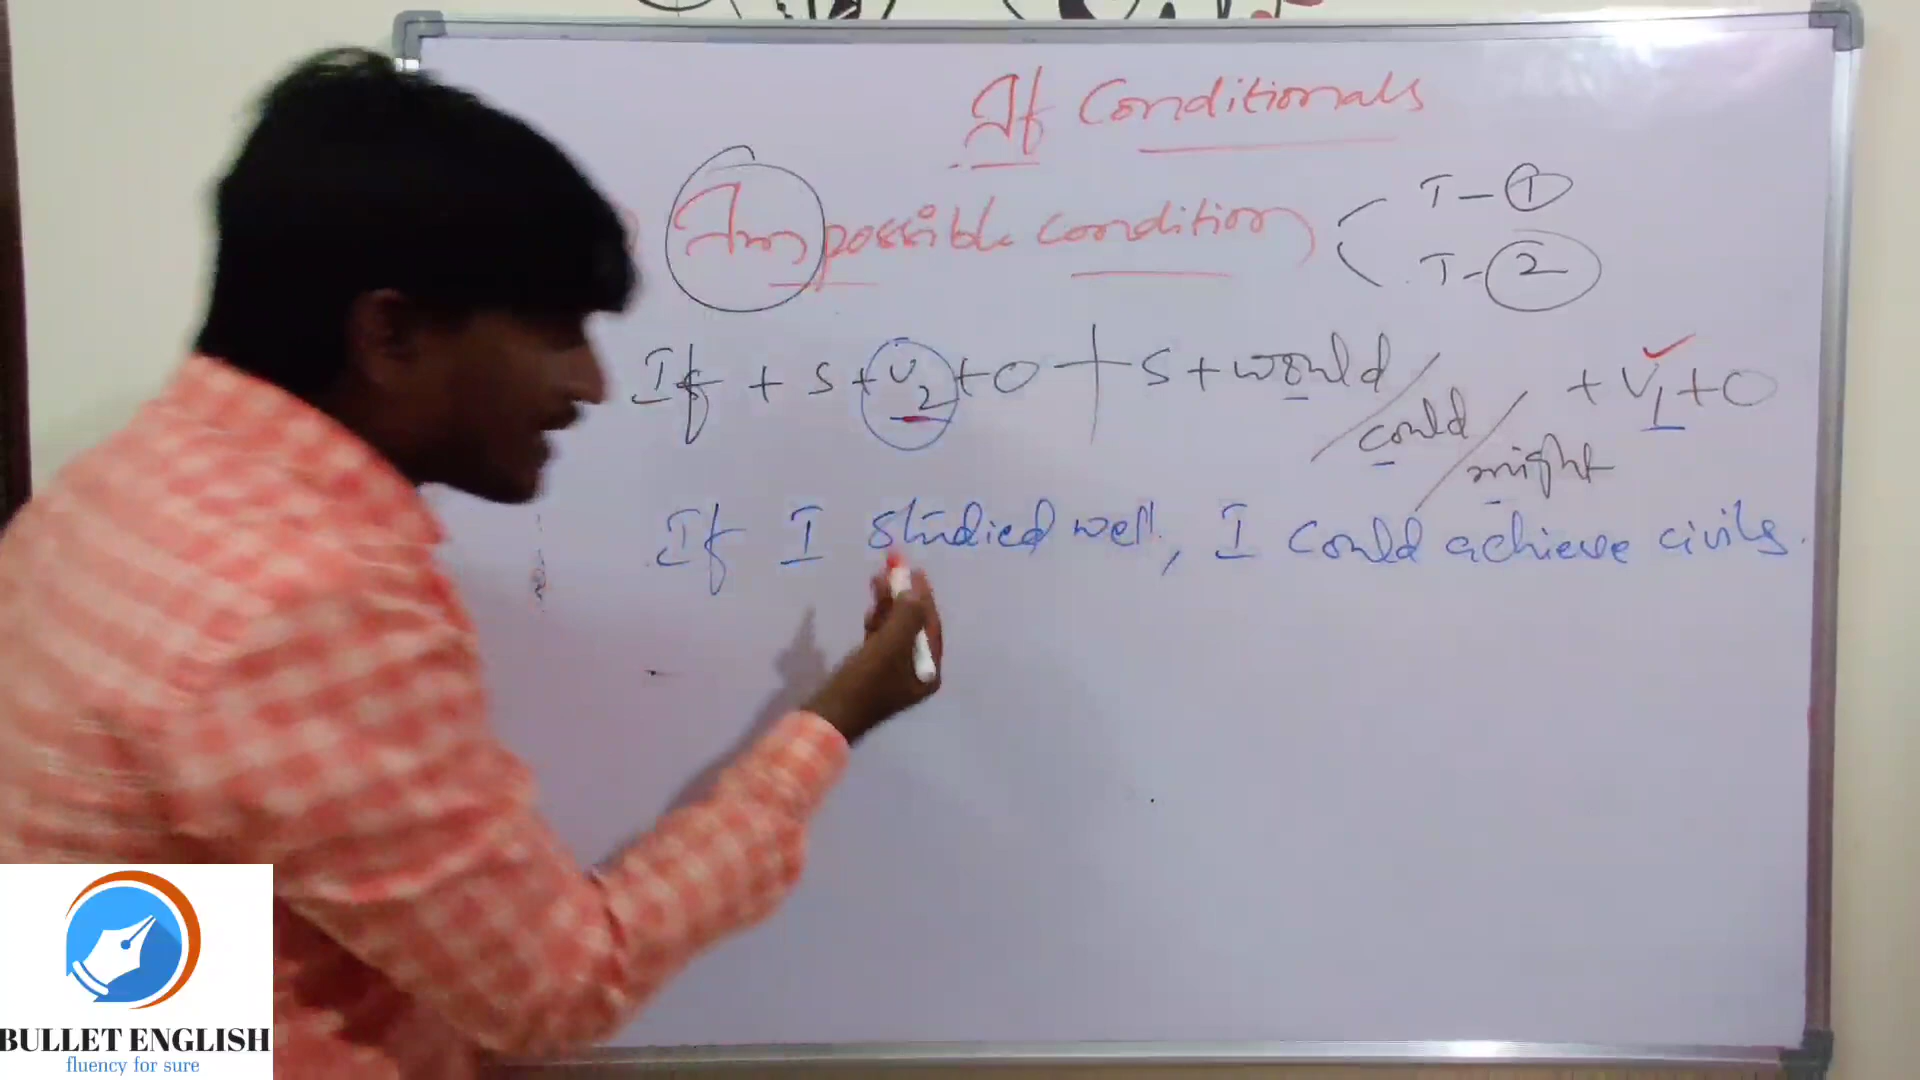 If Conditionals
Impossible condition
T-①
T-②
If + S + V2 + O + S + would / could / might + V1 + O
If I studied well, I could achieve civils.
BULLET ENGLISH
fluency for sure